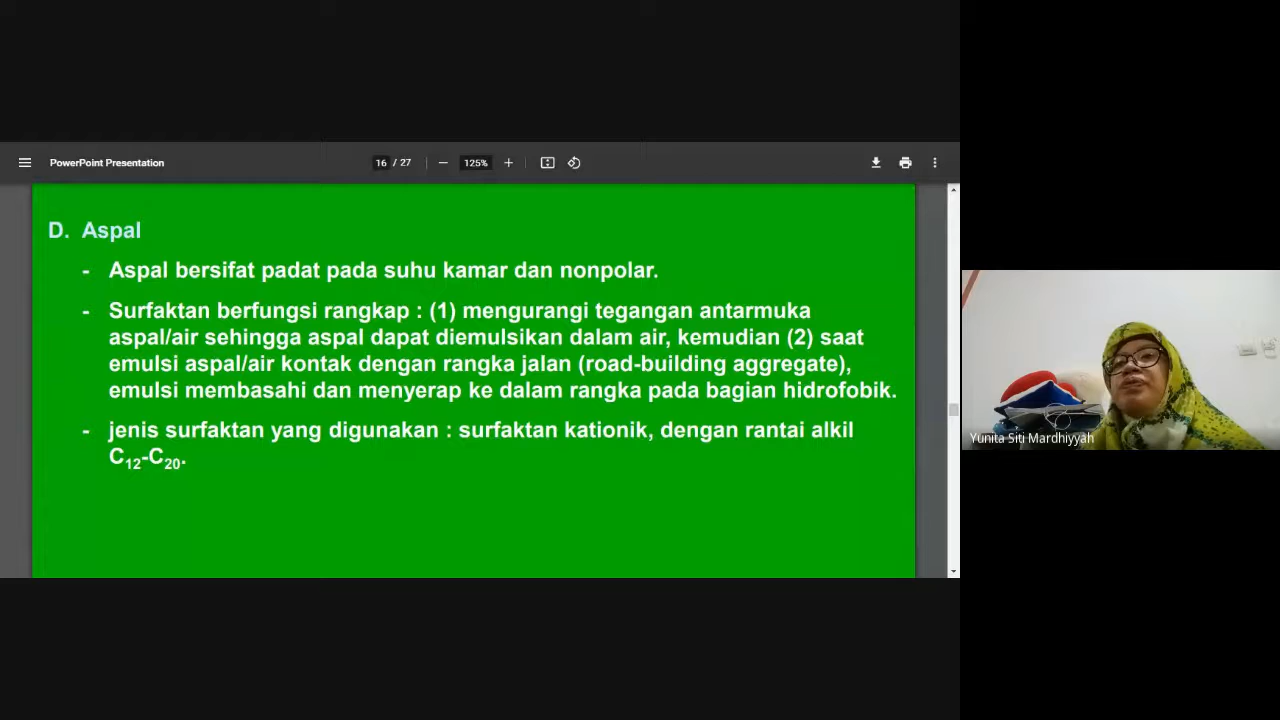 PowerPoint Presentation
16 / 27
125%
D. Aspal
- Aspal bersifat padat pada suhu kamar dan nonpolar.
- Surfaktan berfungsi rangkap : (1) mengurangi tegangan antarmuka
aspal/air sehingga aspal dapat diemulsikan dalam air, kemudian (2) saat
emulsi aspal/air kontak dengan rangka jalan (road-building aggregate),
emulsi membasahi dan menyerap ke dalam rangka pada bagian hidrofobik.
- jenis surfaktan yang digunakan : surfaktan kationik, dengan rantai alkil
C₁₂-C₂₀.
Yunita Siti Mardhiyyah